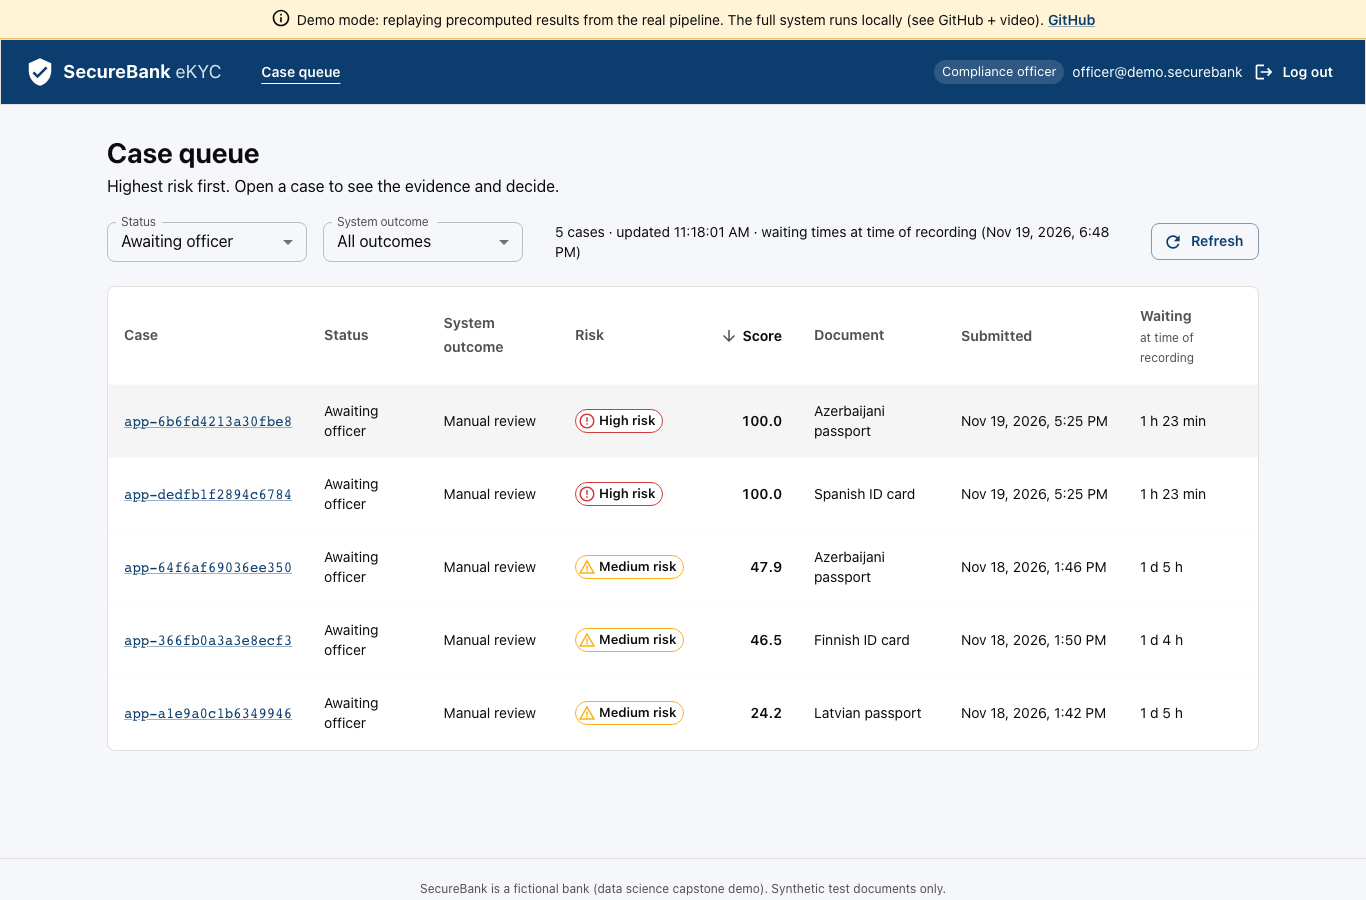 Demo mode: replaying precomputed results from the real pipeline. The full system runs locally (see GitHub + video). GitHub
SecureBank eKYC Case queue Compliance officer officer@demo.securebank Log out
Case queue
Highest risk first. Open a case to see the evidence and decide.
Status
Awaiting officer
System outcome
All outcomes
5 cases · updated 11:18:01 AM · waiting times at time of recording (Nov 19, 2026, 6:48
PM)
Refresh
Case
Status
System
outcome
Risk
Score
Document
Submitted
Waiting
at time of
recording
app-6b6fd4213a30fbe8
Awaiting
officer
Manual review
High risk
100.0
Azerbaijani
passport
Nov 19, 2026, 5:25 PM
1 h 23 min
app-dedfb1f2894c6784
Awaiting
officer
Manual review
High risk
100.0
Spanish ID card
Nov 19, 2026, 5:25 PM
1 h 23 min
app-64f6af69036ee350
Awaiting
officer
Manual review
Medium risk
47.9
Azerbaijani
passport
Nov 18, 2026, 1:46 PM
1 d 5 h
app-366fb0a3a3e8ecf3
Awaiting
officer
Manual review
Medium risk
46.5
Finnish ID card
Nov 18, 2026, 1:50 PM
1 d 4 h
app-a1e9a0c1b6349946
Awaiting
officer
Manual review
Medium risk
24.2
Latvian passport
Nov 18, 2026, 1:42 PM
1 d 5 h
SecureBank is a fictional bank (data science capstone demo). Synthetic test documents only.